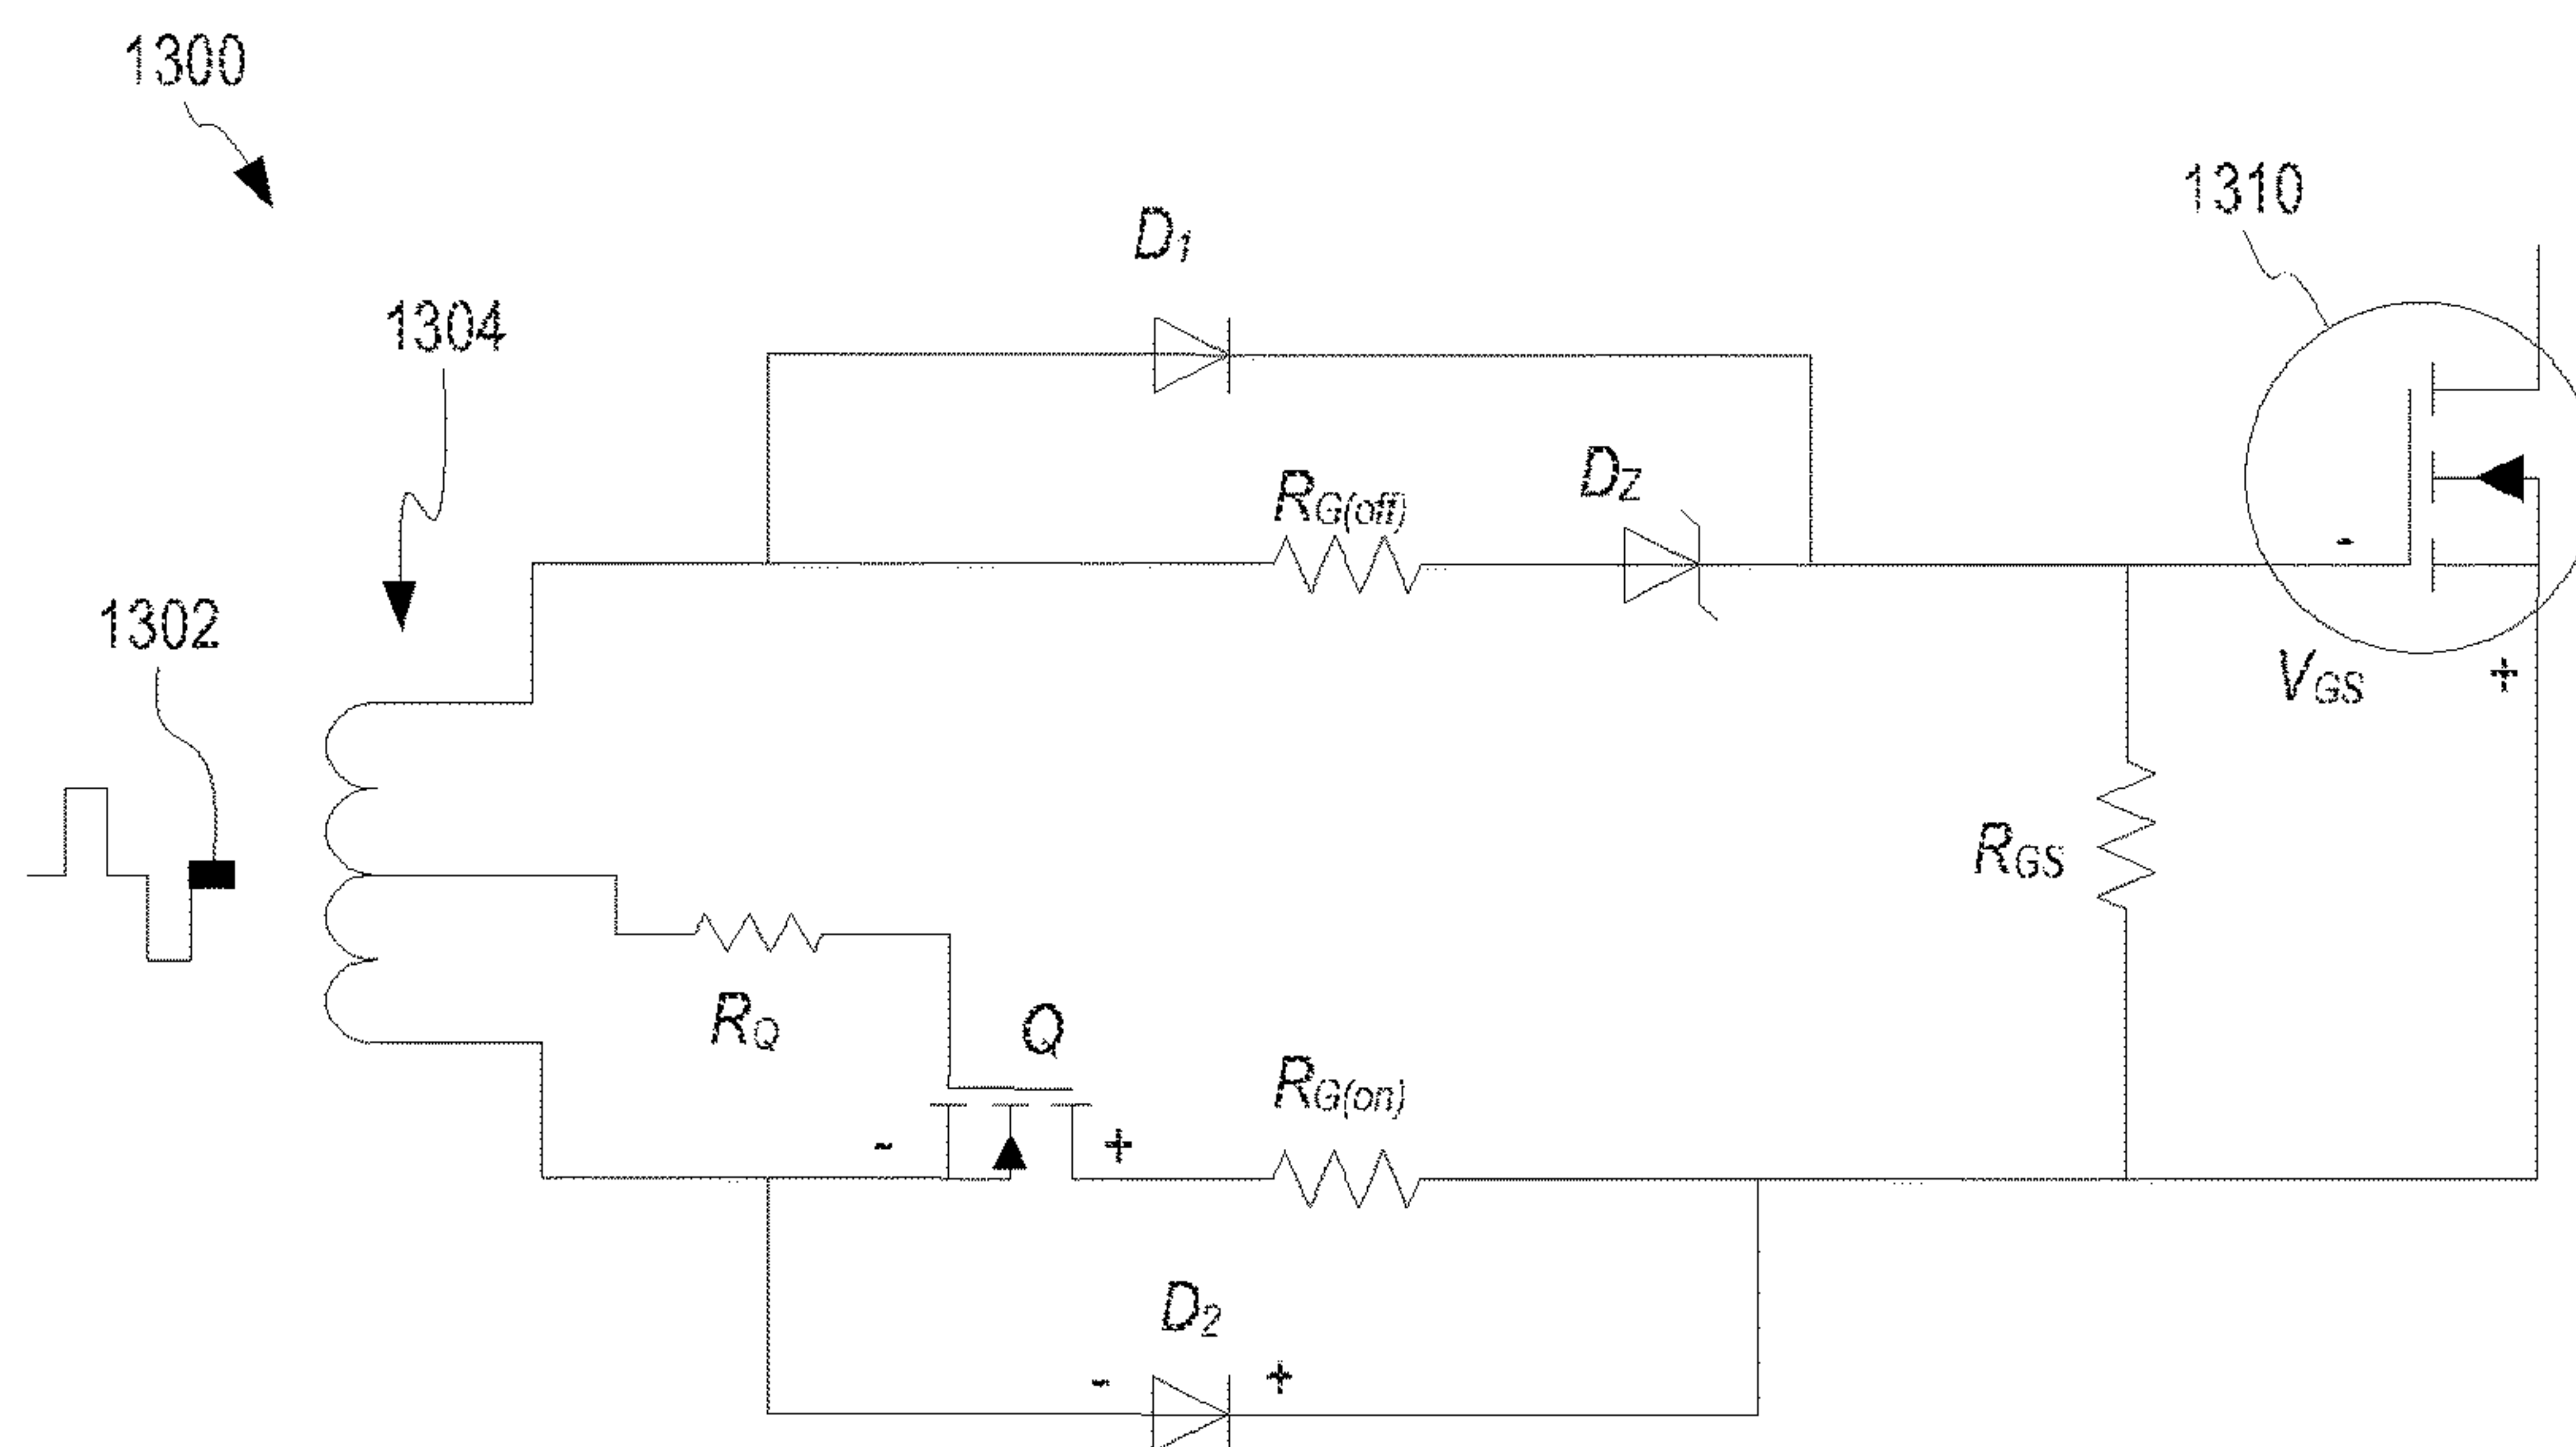 1300
1310
D1
1304
RG(off)
DZ
1302
VGS
+
-
RGS
RQ
Q
RG(on)
-
+
D2
-
+